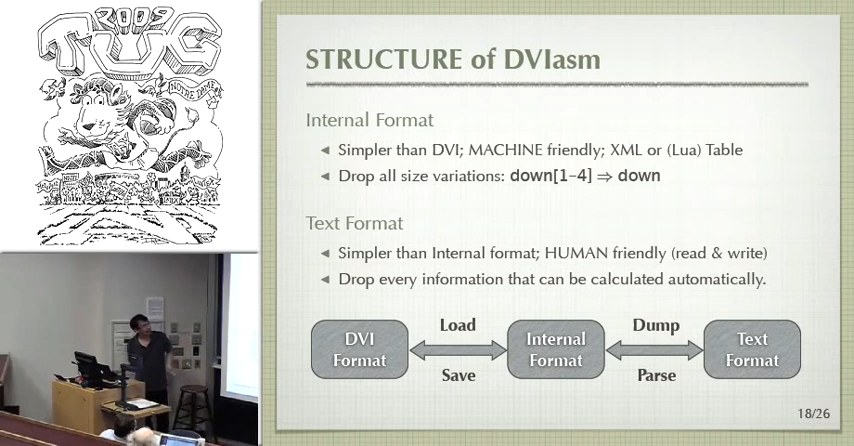 2009
TUG
NOTRE DAME
STRUCTURE of DVIasm
Internal Format
Simpler than DVI; MACHINE friendly; XML or (Lua) Table
Drop all size variations: down[1–4] ⇒ down
Text Format
Simpler than Internal format; HUMAN friendly (read & write)
Drop every information that can be calculated automatically.
DVI Format
Load
Save
Internal Format
Dump
Parse
Text Format
18/26